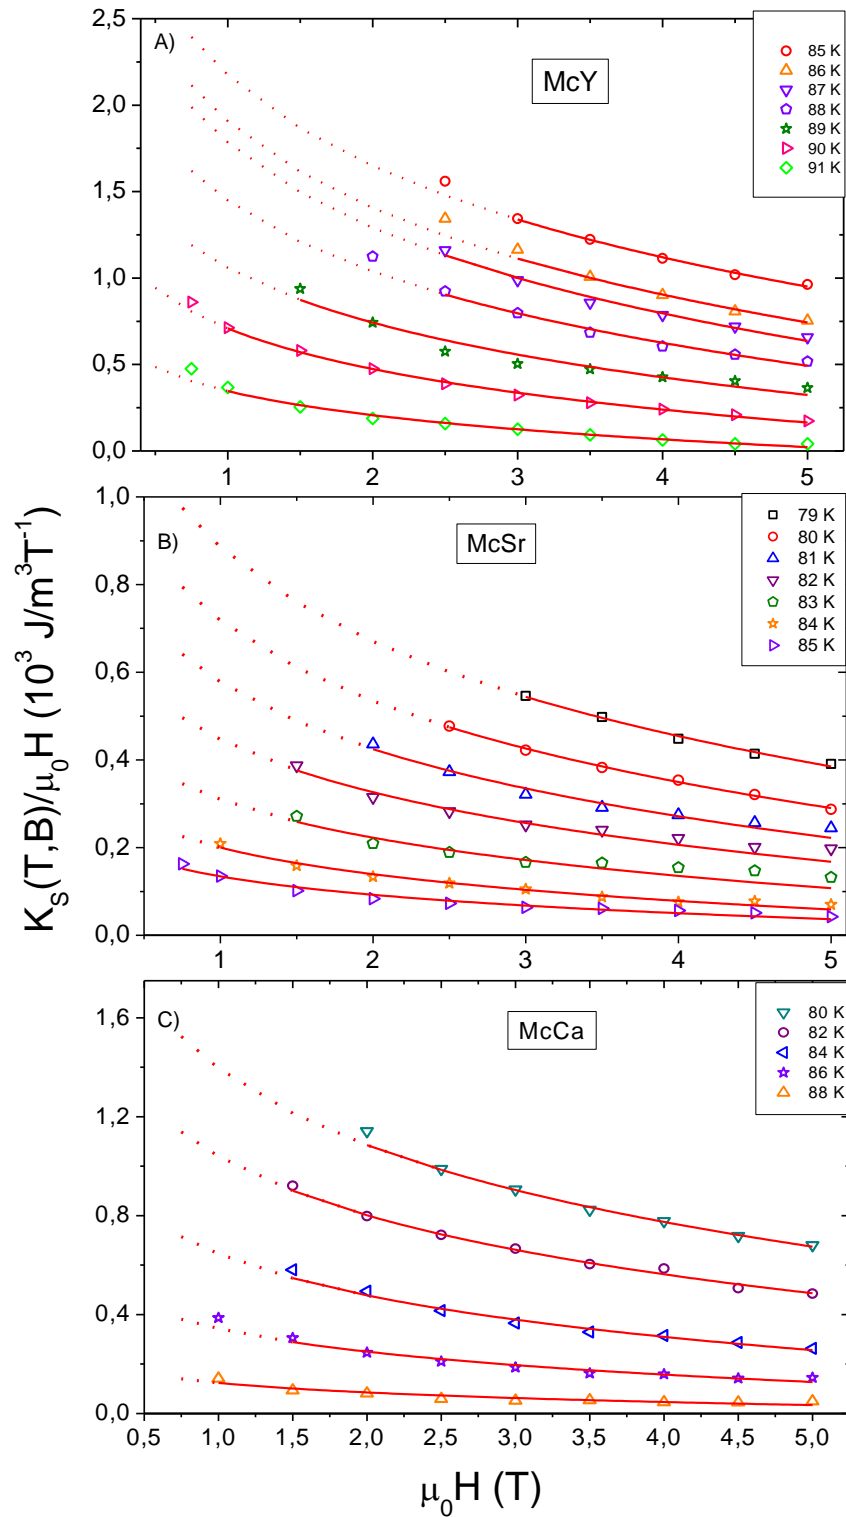 K_S(T,B)/μ₀H (10³ J/m³T⁻¹)
A)
McY
85 K
86 K
87 K
88 K
89 K
90 K
91 K
2,5
2,0
1,5
1,0
0,5
0,0
1 2 3 4 5
B)
McSr
79 K
80 K
81 K
82 K
83 K
84 K
85 K
1,0
0,8
0,6
0,4
0,2
0,0
1 2 3 4 5
C)
McCa
80 K
82 K
84 K
86 K
88 K
1,6
1,2
0,8
0,4
0,0
0,5 1,0 1,5 2,0 2,5 3,0 3,5 4,0 4,5 5,0
μ₀H (T)